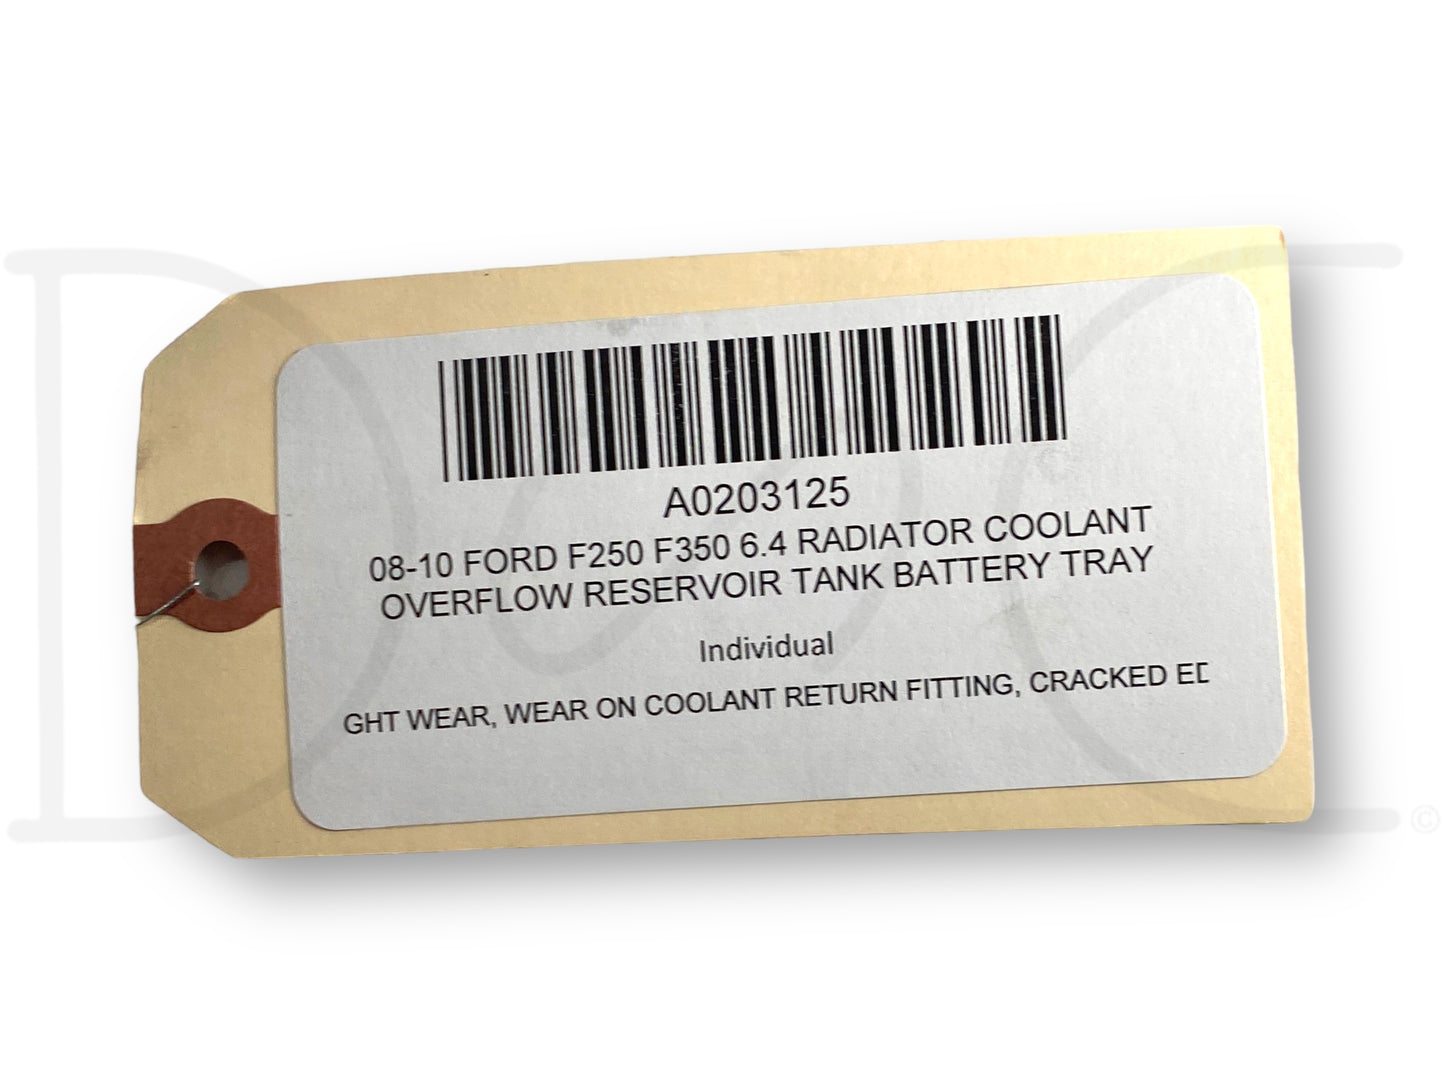 A0203125
08-10 FORD F250 F350 6.4 RADIATOR COOLANT
OVERFLOW RESERVOIR TANK BATTERY TRAY
Individual
GHT WEAR, WEAR ON COOLANT RETURN FITTING, CRACKED ED
©